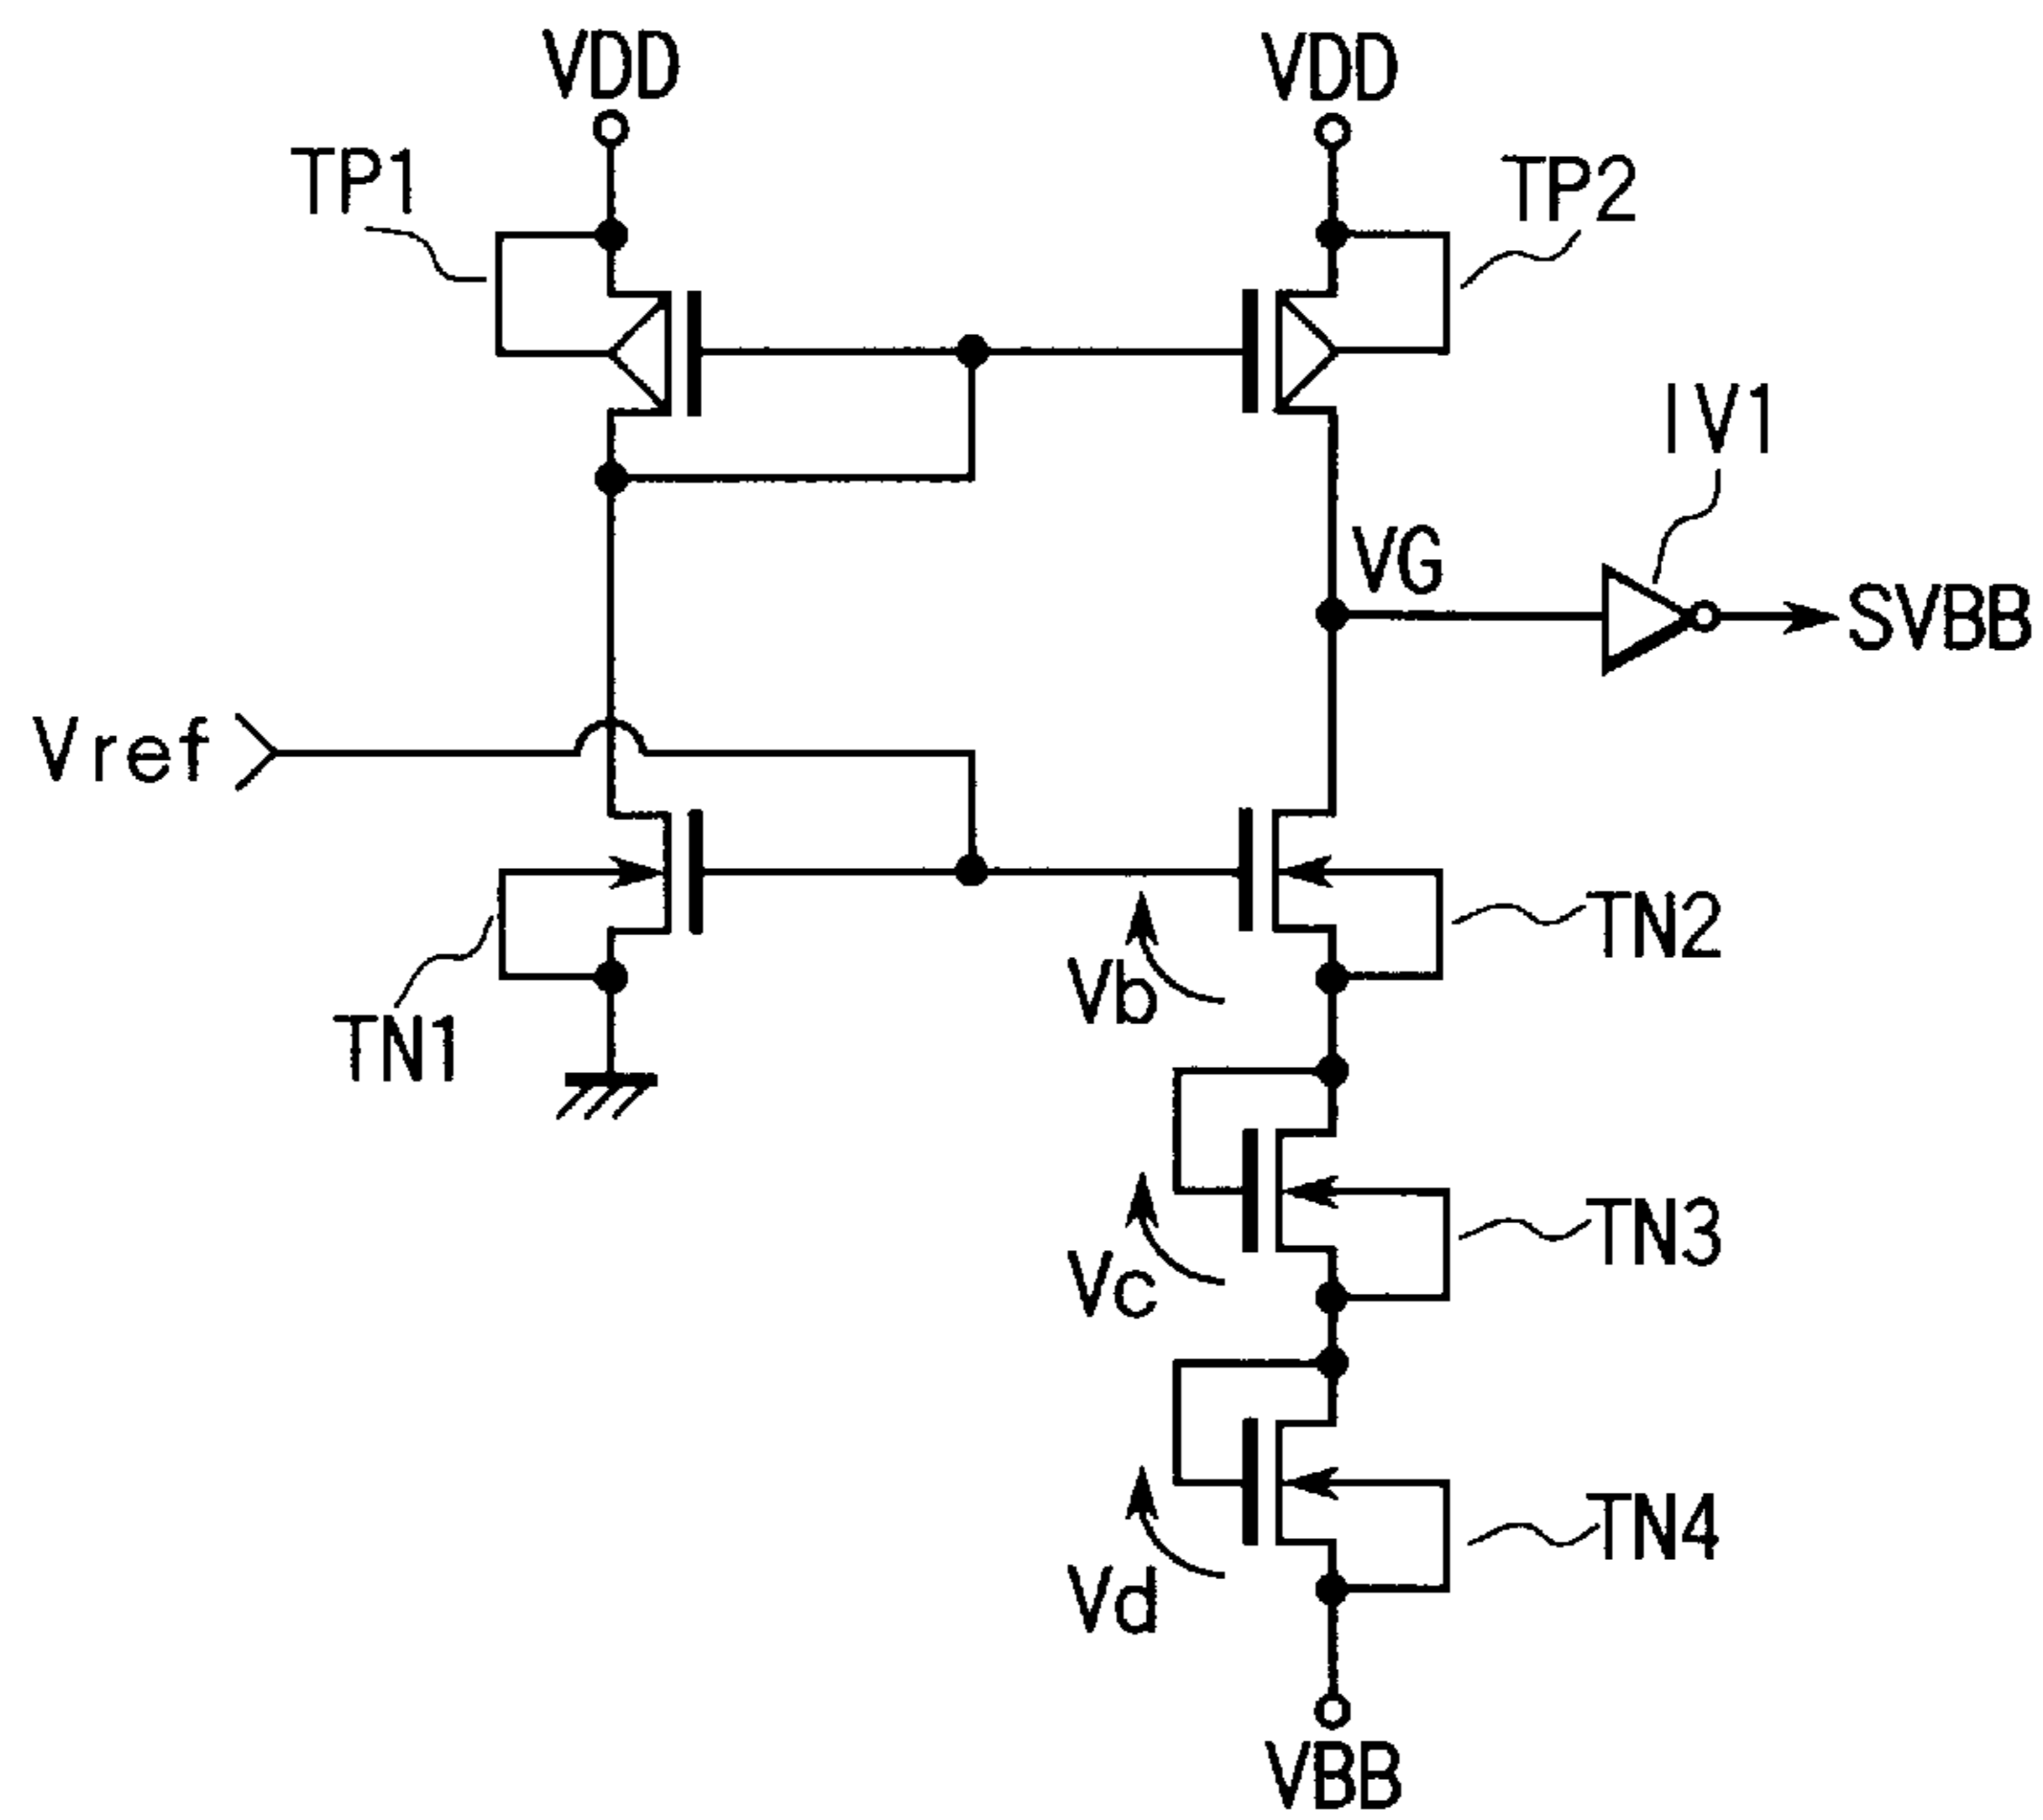 VDD
VDD
TP1
TP2
IV1
VG
SVBB
Vref
TN2
Vb
TN1
TN3
Vc
TN4
Vd
VBB